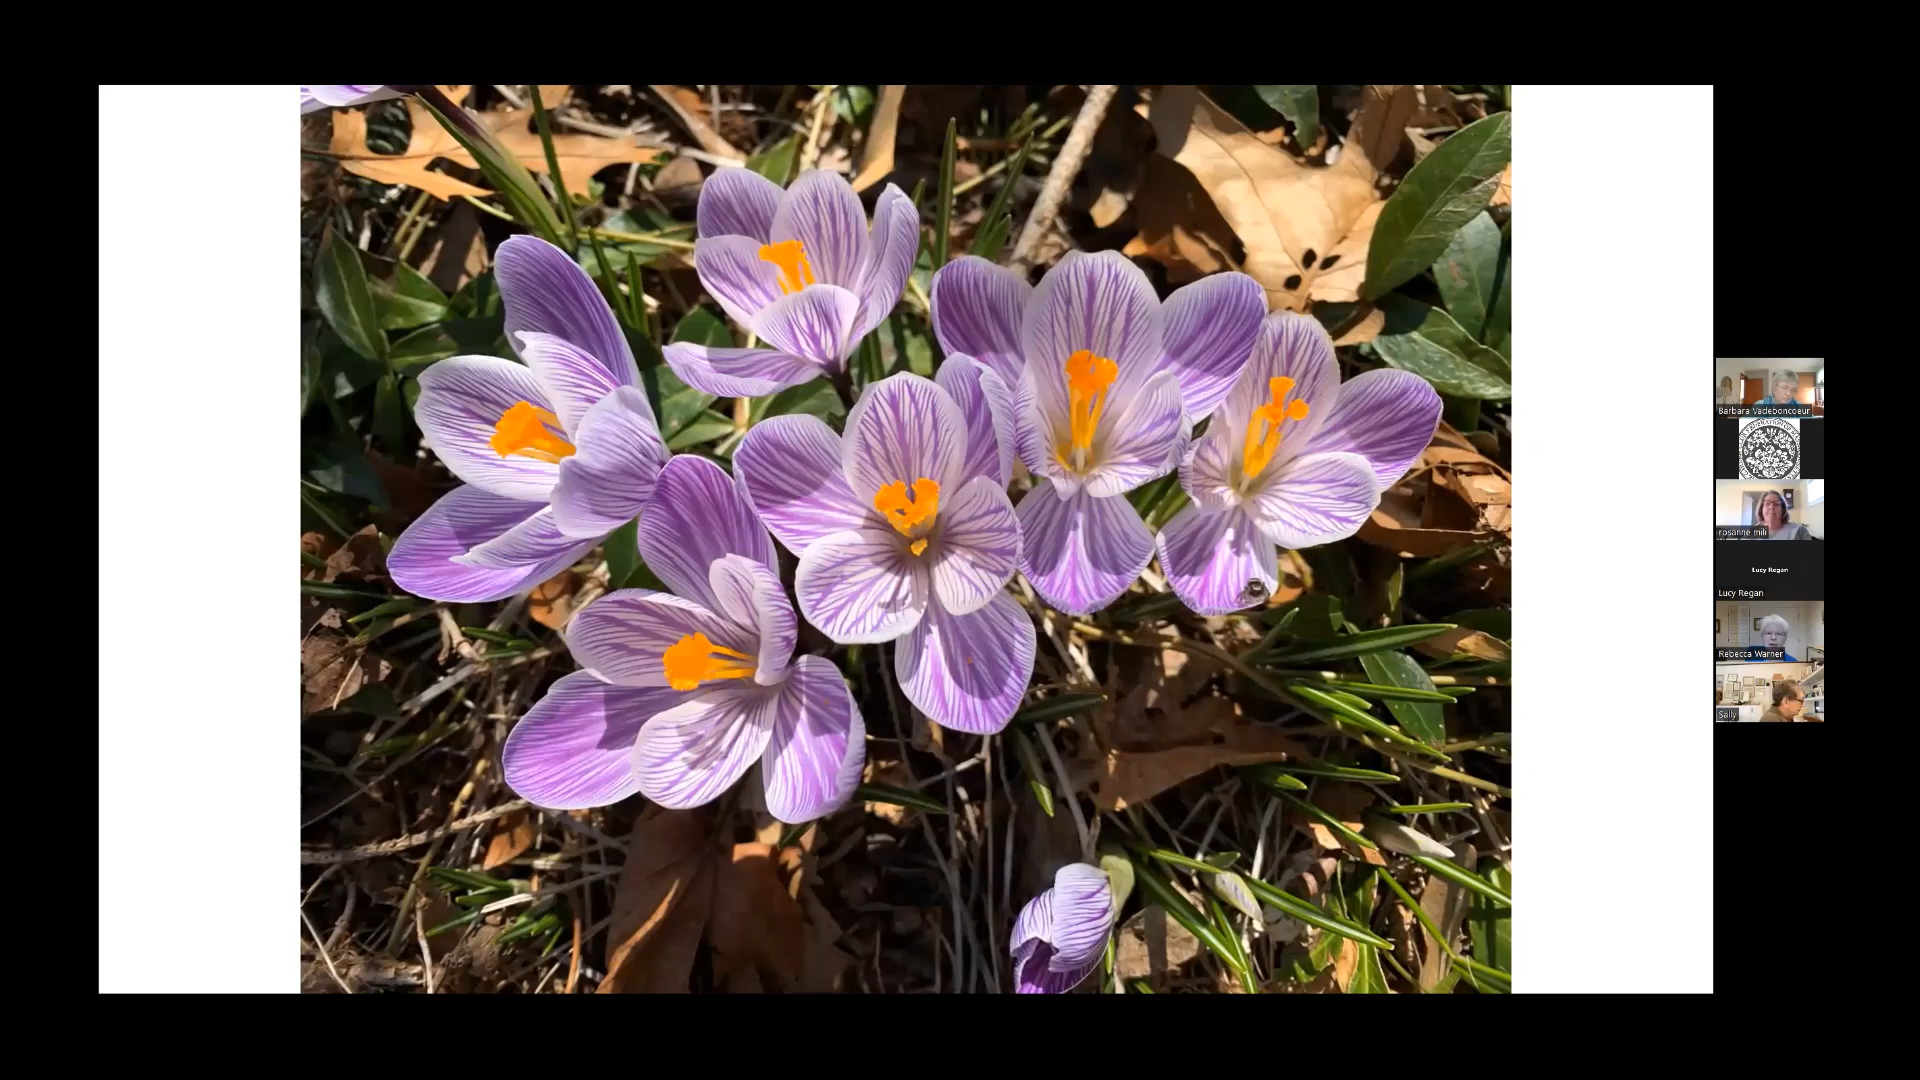 Barbara Vadeboncoeur
rosanne mili
Lucy Regan
Lucy Regan
Rebecca Warner
Sally